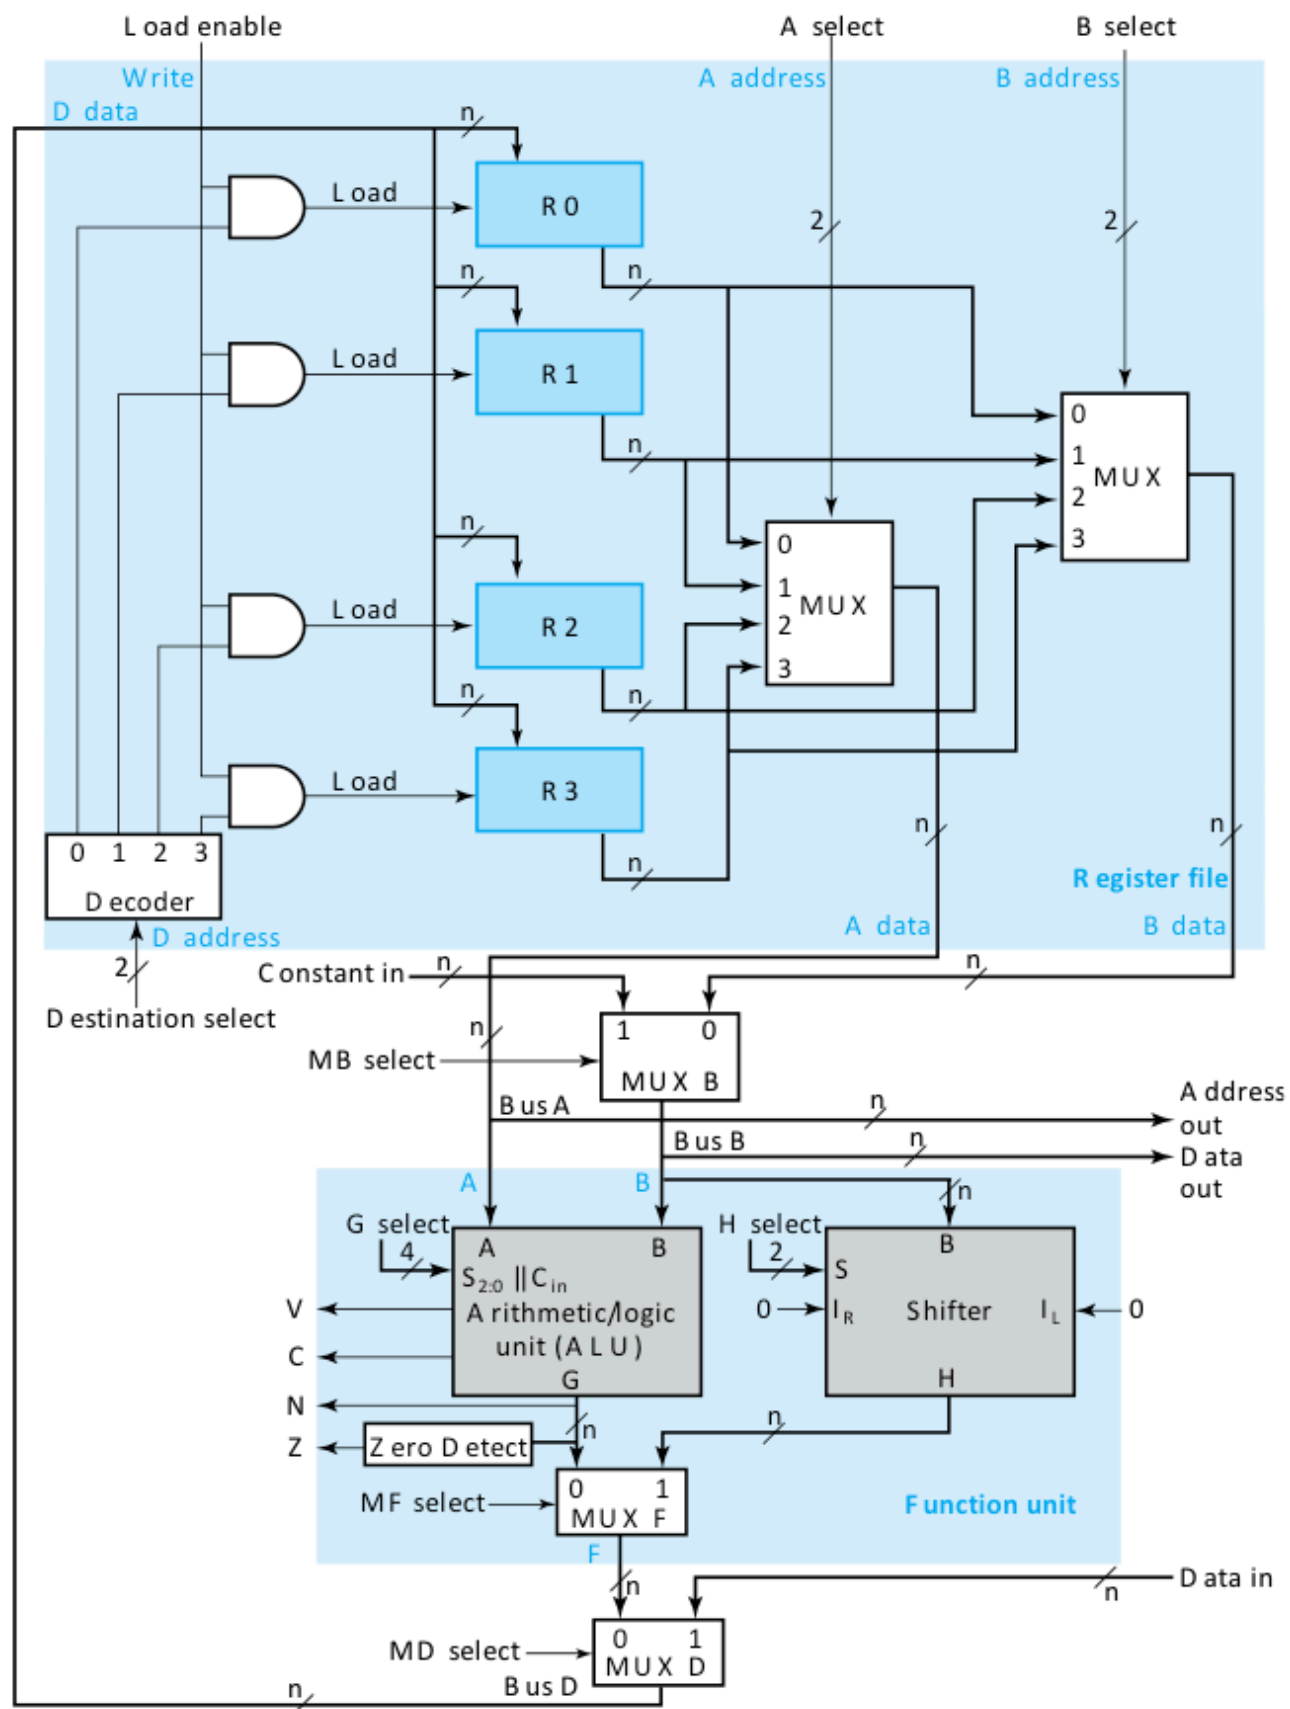 Load enable
A select
B select
Write
A address
B address
D data
n
Load
R0
2
2
n
n
Load
R1
n
0
1
MUX
2
3
n
0
1
MUX
2
3
Load
R2
n
n
Load
R3
n
n
n
0 1 2 3
Decoder
Register file
D address
A data
B data
2
Constant in
n
n
Destination select
n
1 0
MB select
MUX B
Bus A
n
Address
out
Bus B
n
Data
out
A
B
n
G select
4
H select
2
A
B
B
S2:0 || Cin
S
V
Arithmetic/logic
unit (ALU)
0
IR
Shifter
IL
0
C
G
H
N
n
n
Z
Zero Detect
0 1
MF select
MUX F
Function unit
F
n
Data in
n
0 1
MD select
MUX D
Bus D
n